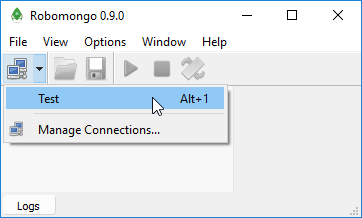 Robomongo 0.9.0
File View Options Window Help
Test Alt+1
Manage Connections...
Logs